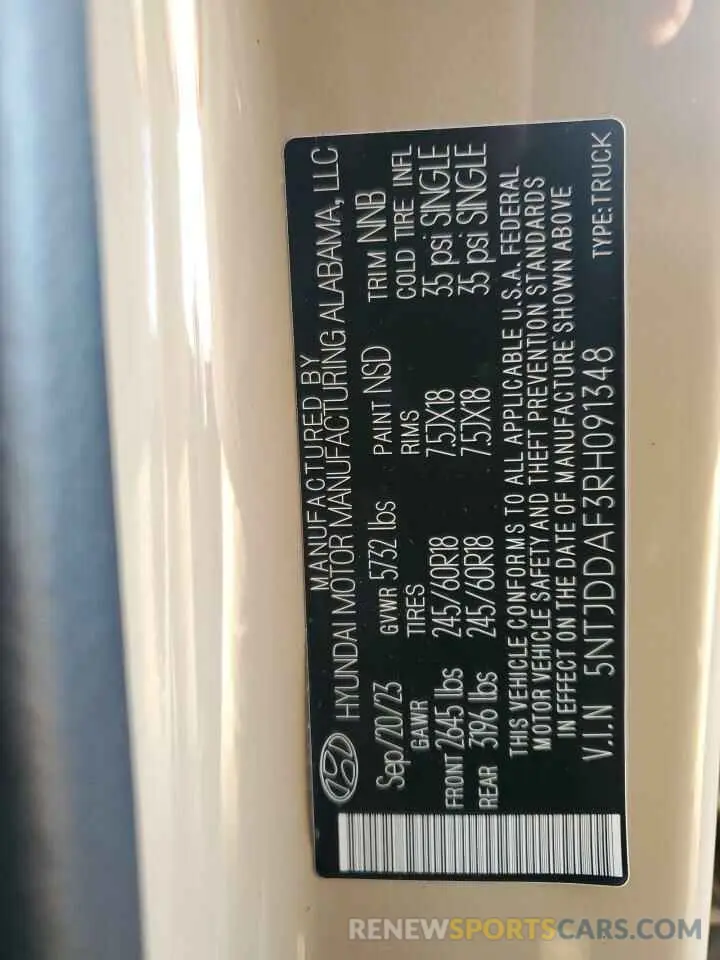 MANUFACTURED BY
HYUNDAI MOTOR MANUFACTURING ALABAMA, LLC
Sep/20/23 GVWR 5732 lbs PAINT NSD TRIM NNB
GAWR TIRES RIMS COLD TIRE INFL
FRONT 2645 lbs 245/60R18 7.5JX18 35 psi SINGLE
REAR 3196 lbs 245/60R18 7.5JX18 35 psi SINGLE
THIS VEHICLE CONFORMS TO ALL APPLICABLE U.S.A. FEDERAL
MOTOR VEHICLE SAFETY AND THEFT PREVENTION STANDARDS
IN EFFECT ON THE DATE OF MANUFACTURE SHOWN ABOVE
V.I.N 5NTJDDAF3RH091348 TYPE:TRUCK
RENEWSPORTSCARS.COM